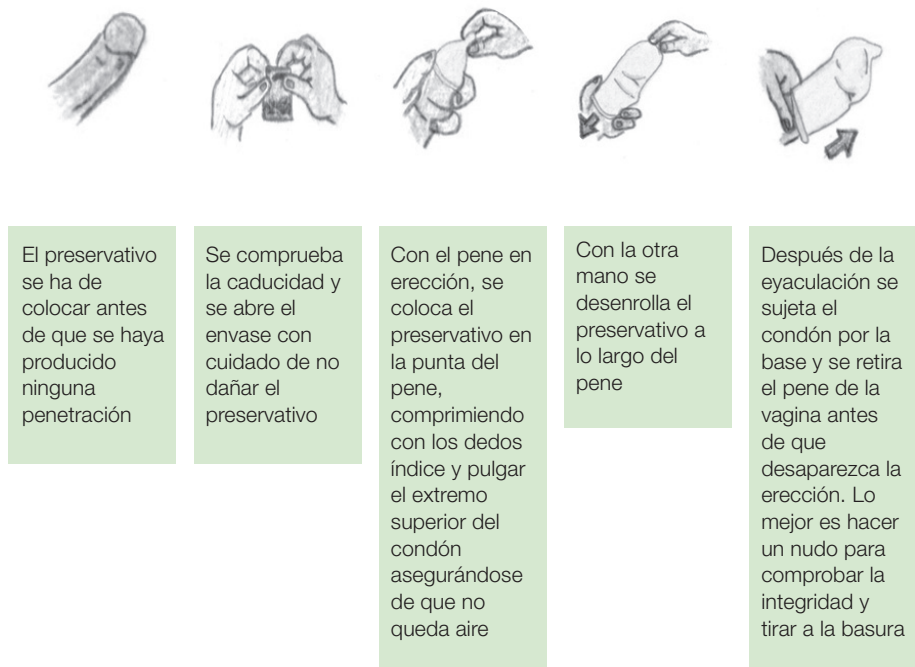 El preservativo
se ha de
colocar antes
de que se haya
producido
ninguna
penetración
Se comprueba
la caducidad y
se abre el
envase con
cuidado de no
dañar el
preservativo
Con el pene en
erección, se
coloca el
preservativo en
la punta del
pene,
comprimiendo
con los dedos
índice y pulgar
el extremo
superior del
condón
asegurándose
de que no
queda aire
Con la otra
mano se
desenrolla el
preservativo a
lo largo del
pene
Después de la
eyaculación se
sujeta el
condón por la
base y se retira
el pene de la
vagina antes
de que
desaparezca la
erección. Lo
mejor es hacer
un nudo para
comprobar la
integridad y
tirar a la basura